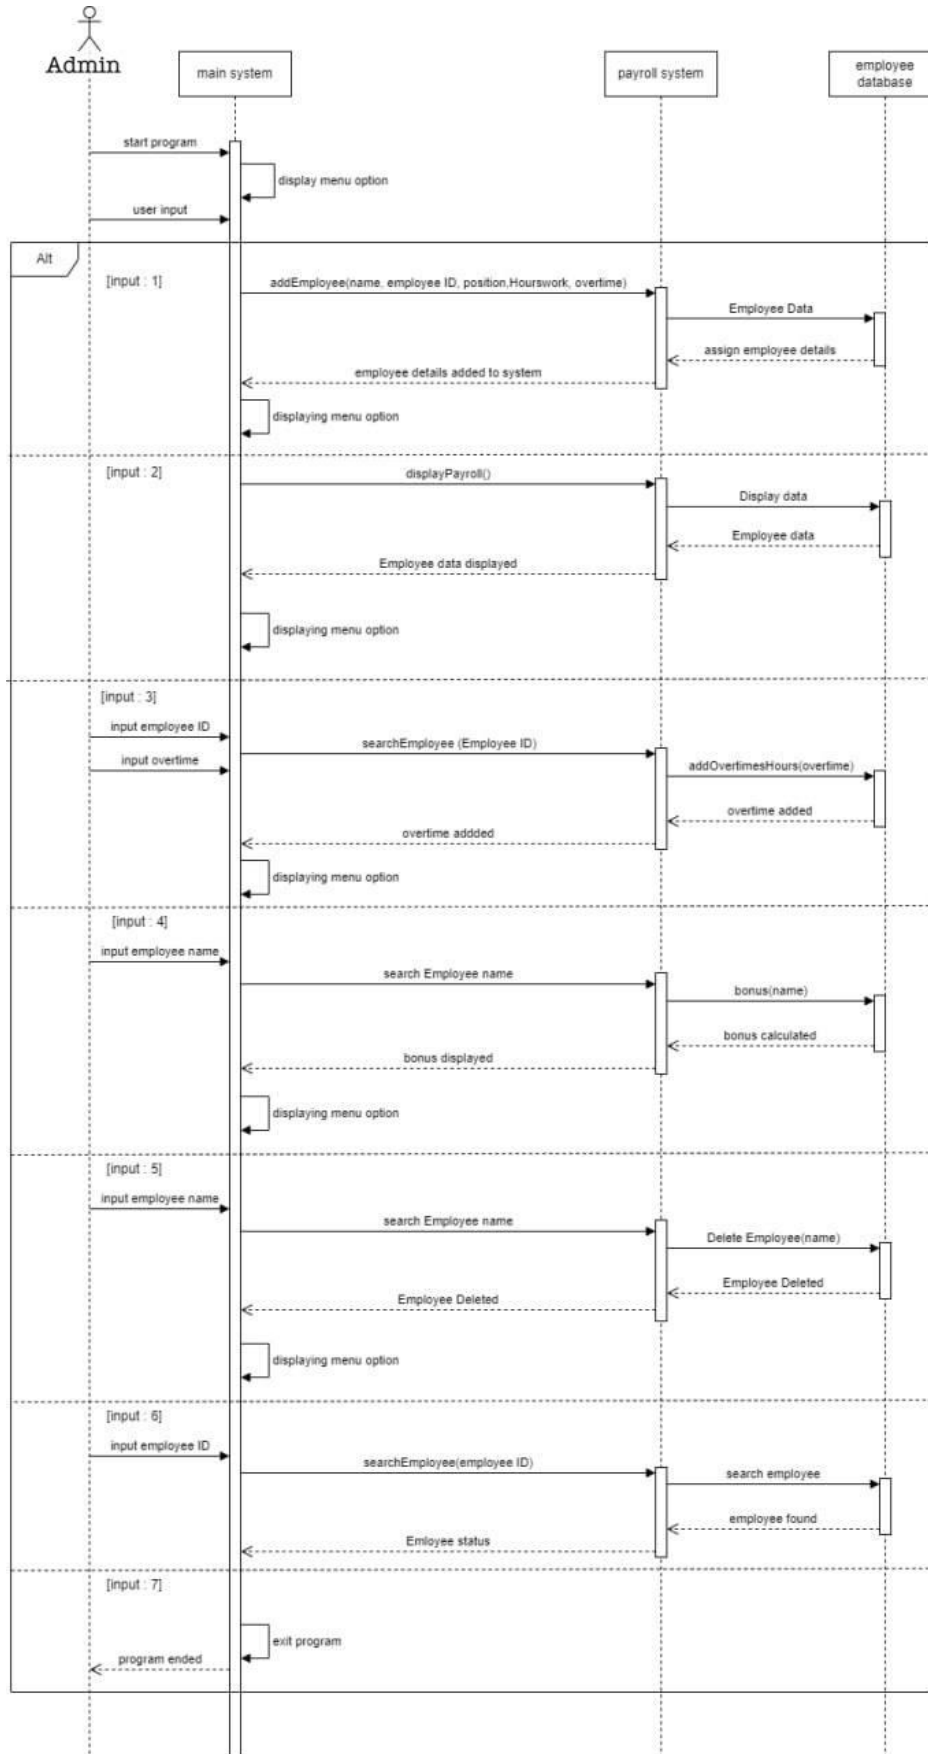 Admin
main system
payroll system
employee
database
start program
display menu option
user input
Alt
[input : 1]
addEmployee(name, employee ID, position,Hourswork, overtime)
Employee Data
assign employee details
employee details added to system
displaying menu option
[input : 2]
displayPayroll()
Display data
Employee data
Employee data displayed
displaying menu option
[input : 3]
input employee ID
searchEmployee (Employee ID)
input overtime
addOvertimesHours(overtime)
overtime added
overtime addded
displaying menu option
[input : 4]
input employee name
search Employee name
bonus(name)
bonus calculated
bonus displayed
displaying menu option
[input : 5]
input employee name
search Employee name
Delete Employee(name)
Employee Deleted
Employee Deleted
displaying menu option
[input : 6]
input employee ID
searchEmployee(employee ID)
search employee
employee found
Emloyee status
[input : 7]
exit program
program ended